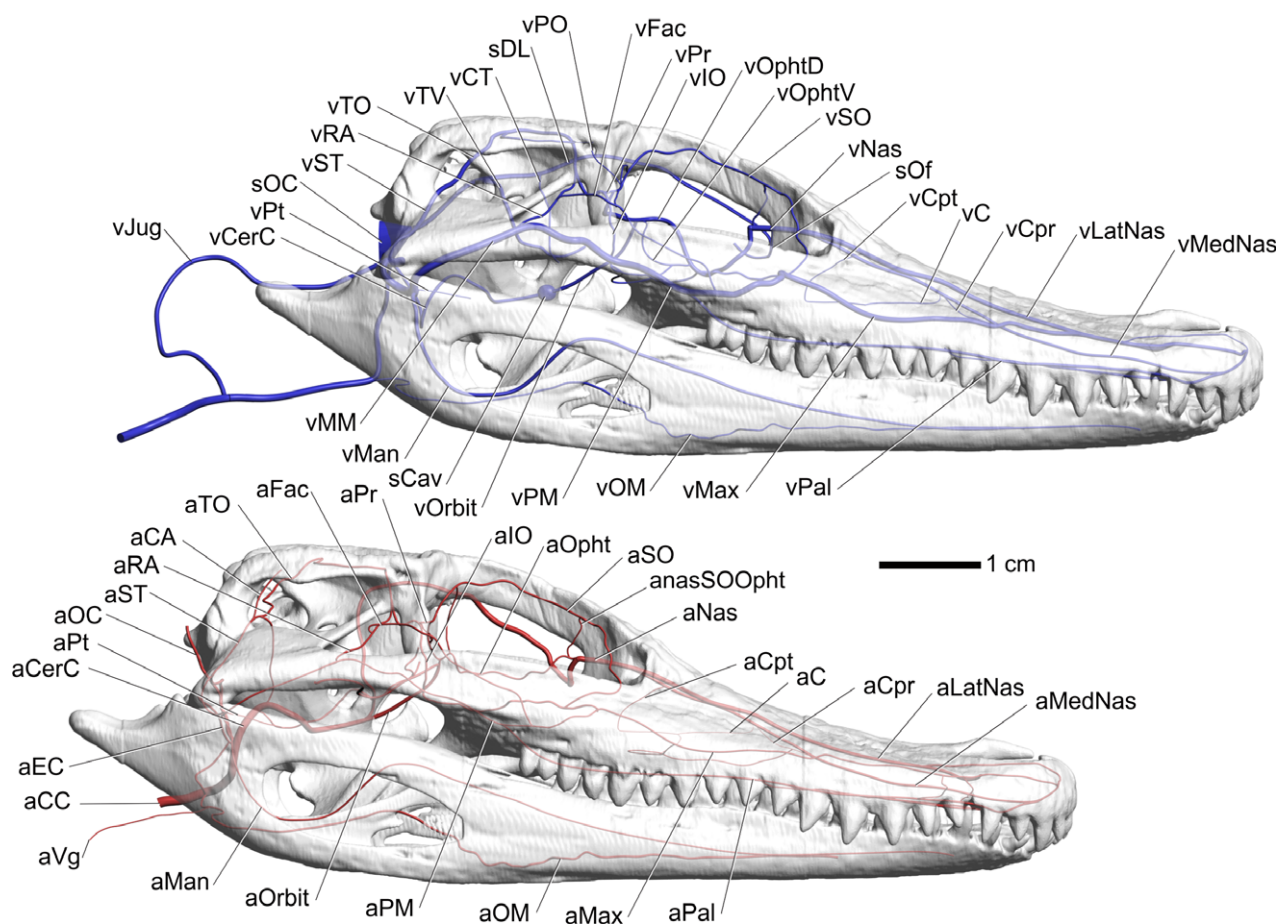 vPO
vFac
sDL
vPr
vCT
vIO
vOphtD
vTV
vOphtV
vTO
vSO
vRA
vNas
vST
sOf
sOC
vCpt
vPt
vC
vJug
vCerC
vCpr
vLatNas
vMedNas
vMM
vMan
sCav
vOrbit
vPM
vOM
vMax
vPal
aFac
aPr
aTO
aIO
aCA
aOpht
aRA
aSO
1 cm
aST
anasSOOpht
aOC
aNas
aPt
aCpt
aCerC
aC
aCpr
aLatNas
aMedNas
aEC
aCC
aVg
aMan
aOrbit
aPM
aOM
aMax
aPal